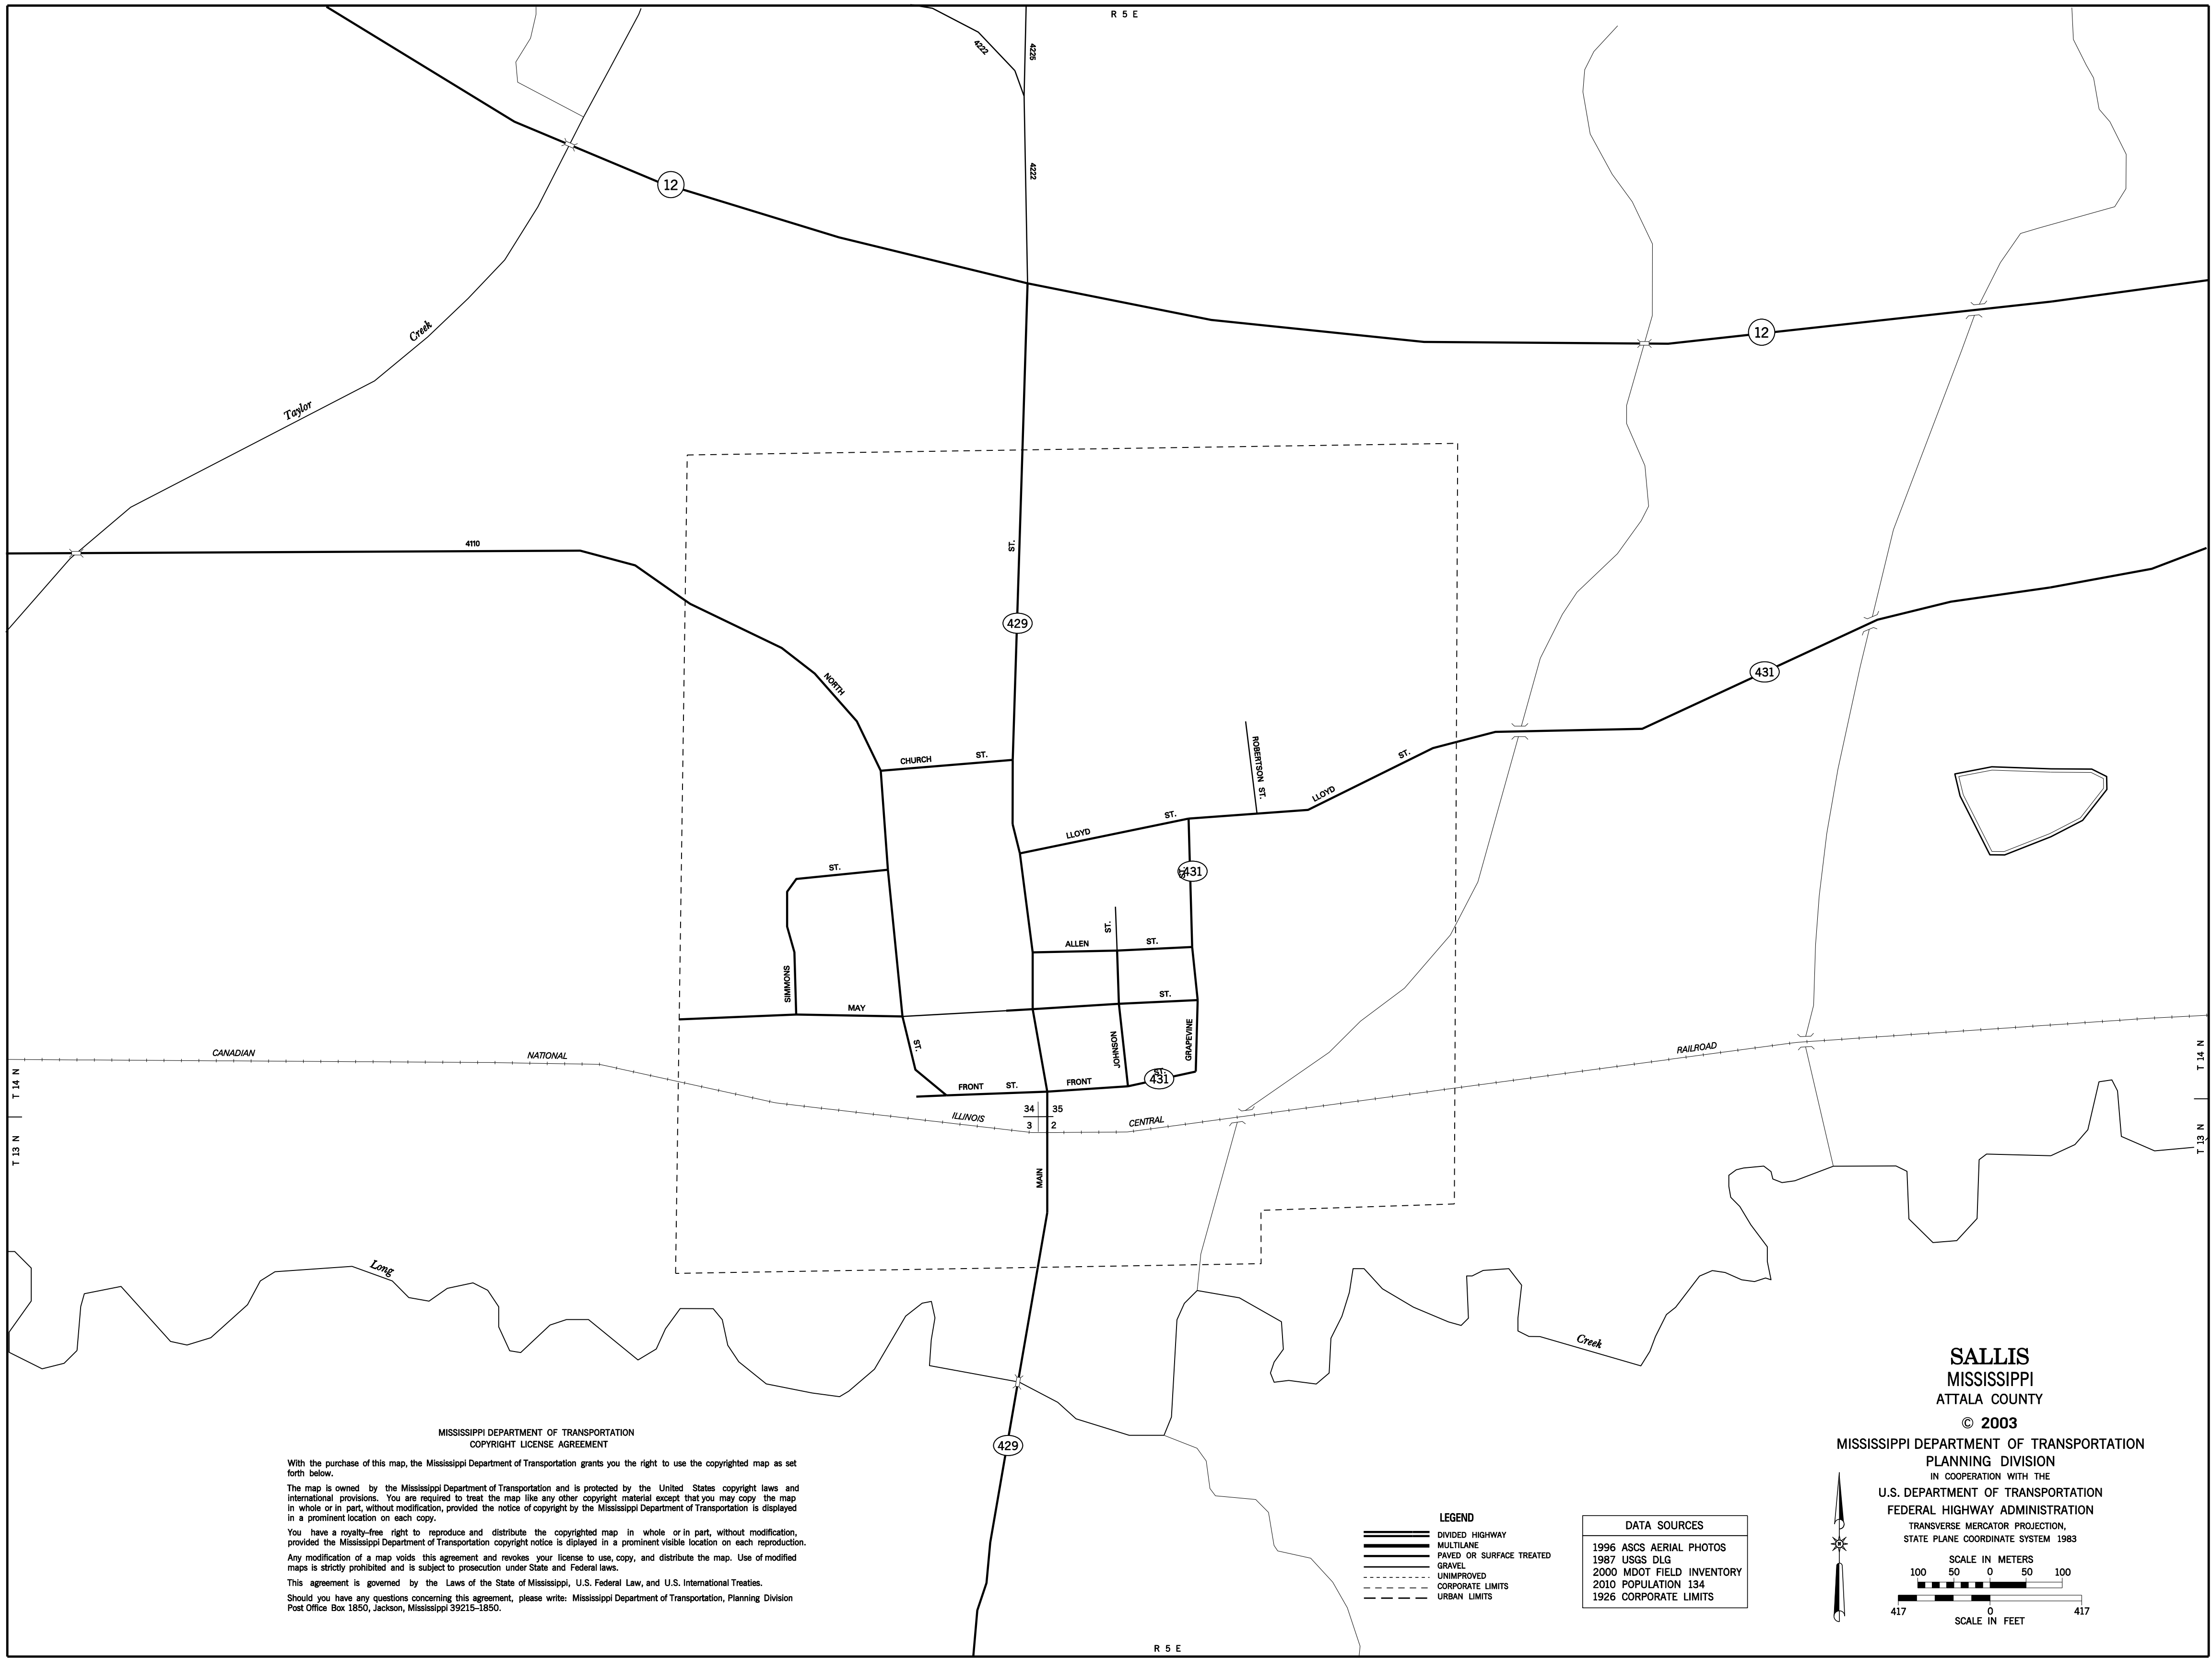 R 5 E
4222
4225
4222
12
12
Creek
Taylor
4110
ST.
429
431
NORTH
CHURCH ST.
ROBERTSON ST.
LLOYD ST.
LLOYD ST.
ST.
431
ST.
ST.
ALLEN ST.
SIMMONS
MAY ST.
ST.
JOHNSON
GRAPEVINE
FRONT ST. FRONT ST.
431
CANADIAN NATIONAL RAILROAD
ILLINOIS CENTRAL
34 35
3 2
MAIN
T 14 N
T 13 N
T 14 N
T 13 N
Long
Creek
429
SALLIS
MISSISSIPPI
ATTALA COUNTY
© 2003
MISSISSIPPI DEPARTMENT OF TRANSPORTATION
PLANNING DIVISION
IN COOPERATION WITH THE
U.S. DEPARTMENT OF TRANSPORTATION
FEDERAL HIGHWAY ADMINISTRATION
TRANSVERSE MERCATOR PROJECTION,
STATE PLANE COORDINATE SYSTEM 1983
SCALE IN METERS
100 50 0 50 100
417 0 417
SCALE IN FEET
MISSISSIPPI DEPARTMENT OF TRANSPORTATION
COPYRIGHT LICENSE AGREEMENT
With the purchase of this map, the Mississippi Department of Transportation grants you the right to use the copyrighted map as set
forth below.
The map is owned by the Mississippi Department of Transportation and is protected by the United States copyright laws and
international provisions. You are required to treat the map like any other copyright material except that you may copy the map
in whole or in part, without modification, provided the notice of copyright by the Mississippi Department of Transportation is displayed
in a prominent location on each copy.
You have a royalty-free right to reproduce and distribute the copyrighted map in whole or in part, without modification,
provided the Mississippi Department of Transportation copyright notice is diplayed in a prominent visible location on each reproduction.
Any modification of a map voids this agreement and revokes your license to use, copy, and distribute the map. Use of modified
maps is strictly prohibited and is subject to prosecution under State and Federal laws.
This agreement is governed by the Laws of the State of Mississippi, U.S. Federal Law, and U.S. International Treaties.
Should you have any questions concerning this agreement, please write: Mississippi Department of Transportation, Planning Division
Post Office Box 1850, Jackson, Mississippi 39215-1850.
LEGEND
DIVIDED HIGHWAY
MULTILANE
PAVED OR SURFACE TREATED
GRAVEL
UNIMPROVED
CORPORATE LIMITS
URBAN LIMITS
DATA SOURCES
1996 ASCS AERIAL PHOTOS
1987 USGS DLG
2000 MDOT FIELD INVENTORY
2010 POPULATION 134
1926 CORPORATE LIMITS
R 5 E